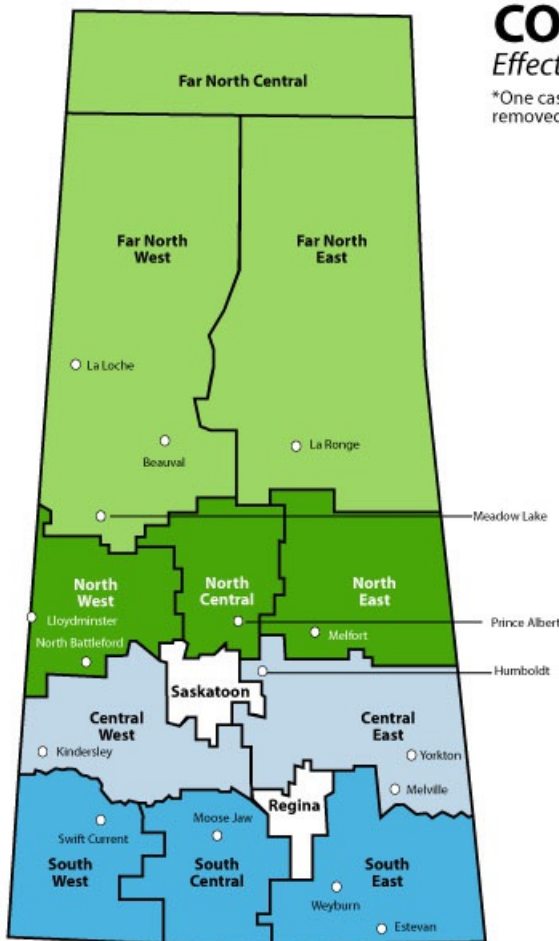 CO
Effect
*One cas
removed
Far North Central
Far North
West
Far North
East
La Loche
Beauval
La Ronge
Meadow Lake
North
West
North
Central
North
East
Lloydminster
Prince Albert
North Battleford
Melfort
Humboldt
Saskatoon
Central
West
Central
East
Kindersley
Yorkton
Melville
Regina
Moose Jaw
Swift Current
South
West
South
Central
South
East
Weyburn
Estevan